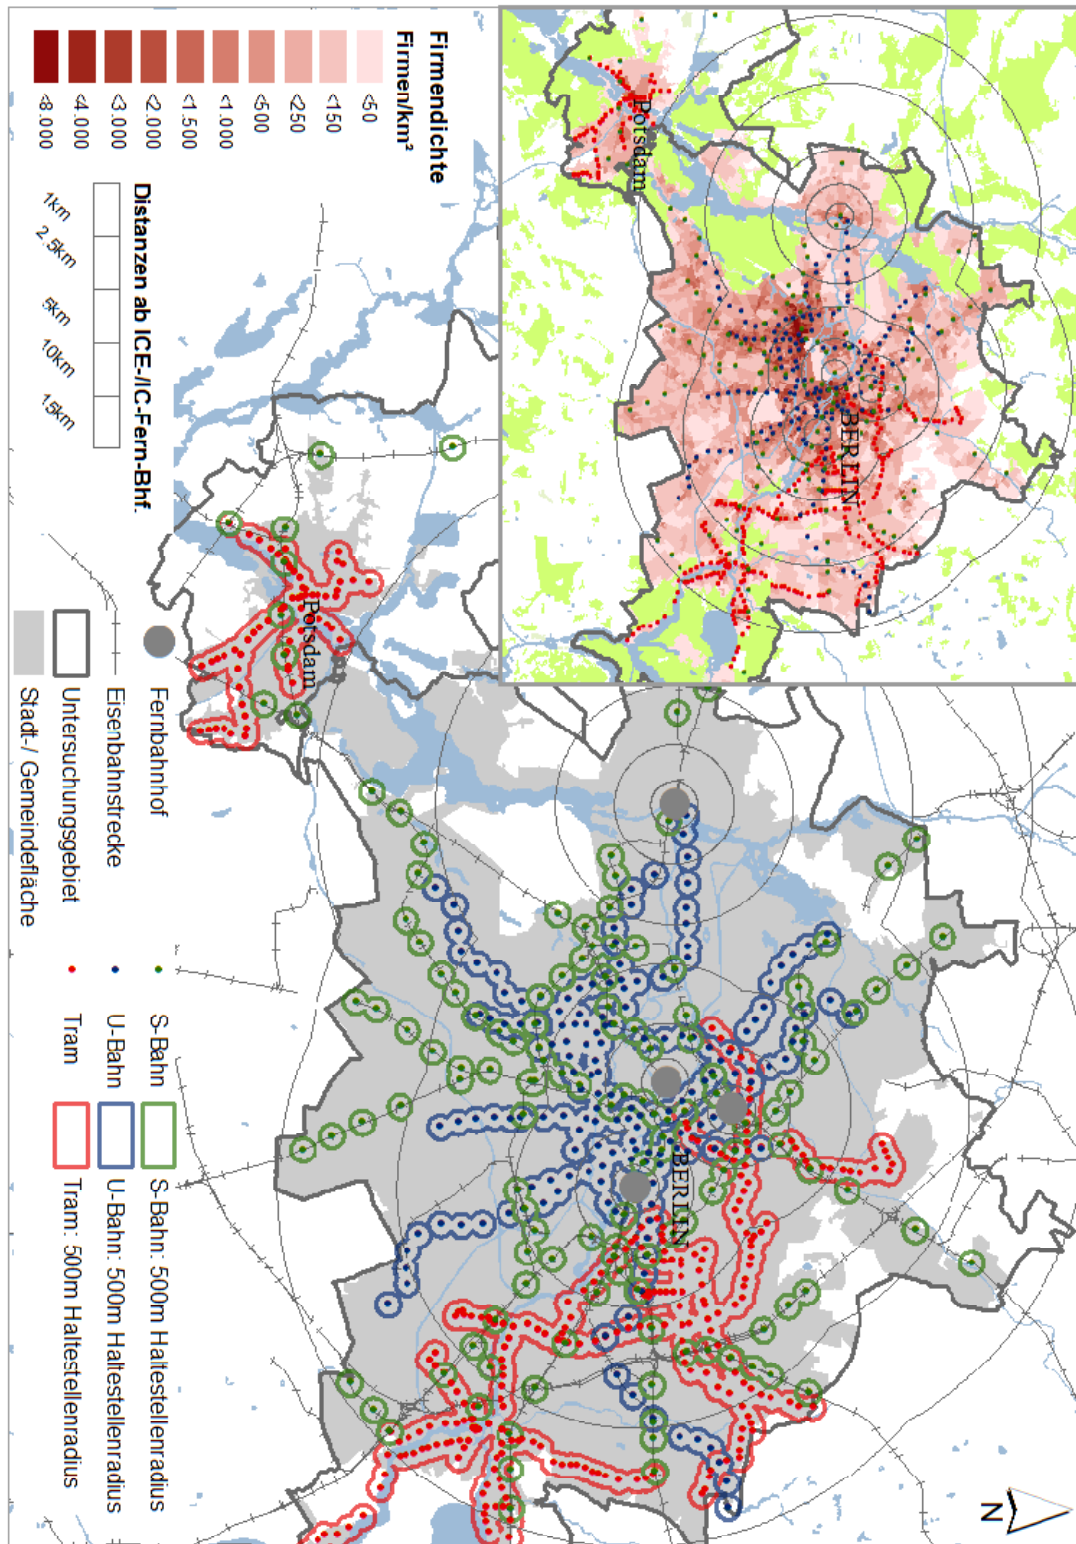 Potsdam
BERLIN
Firmendichte
Firmen/km²
<50
<150
<250
<500
<1.000
<1.500
<2.000
<3.000
<4.000
<8.000
Distanzen ab ICE-/IC-Fern-Bhf.
1km
2.5km
5km
10km
15km
Potsdam
BERLIN
N
Fernbahnhof
Eisenbahnstrecke
Untersuchungsgebiet
Stadt-/ Gemeindefläche
S-Bahn
U-Bahn
Tram
S-Bahn: 500m Haltestellenradius
U-Bahn: 500m Haltestellenradius
Tram: 500m Haltestellenradius